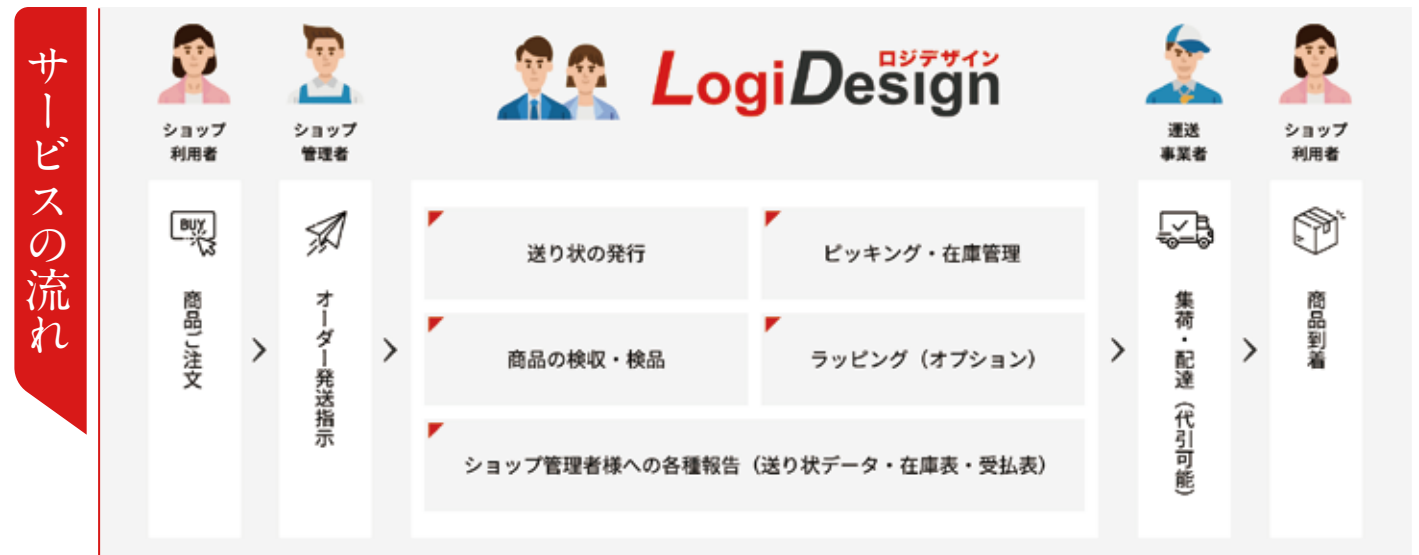 サービスの流れ
ショップ
利用者
ショップ
管理者
ロジデザイン
LogiDesign
運送
事業者
ショップ
利用者
BUY
商品ご注文
オーダー発送指示
送り状の発行
ピッキング・在庫管理
商品の検収・検品
ラッピング（オプション）
ショップ管理者様への各種報告（送り状データ・在庫表・受払表）
集荷・配達（代引可能）
商品到着